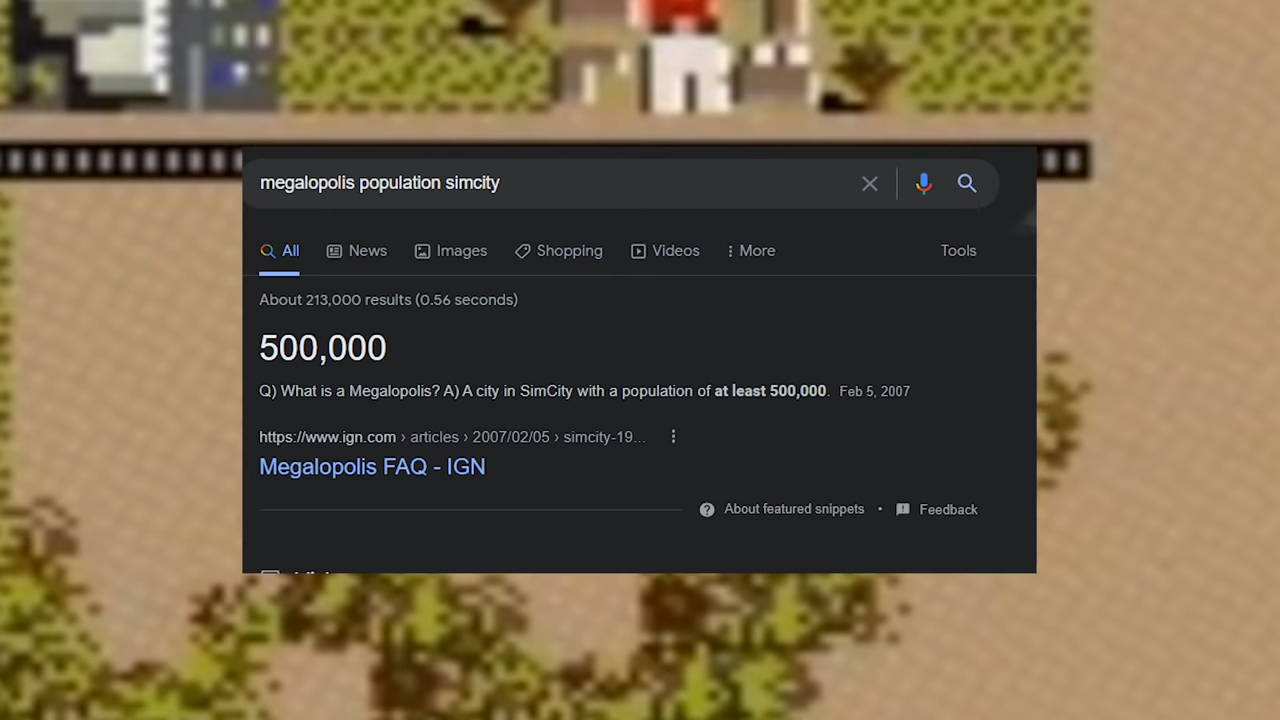 megalopolis population simcity
All News Images Shopping Videos More Tools
About 213,000 results (0.56 seconds)
500,000
Q) What is a Megalopolis? A) A city in SimCity with a population of at least 500,000. Feb 5, 2007
https://www.ign.com › articles › 2007/02/05 › simcity-19...
Megalopolis FAQ - IGN
About featured snippets • Feedback